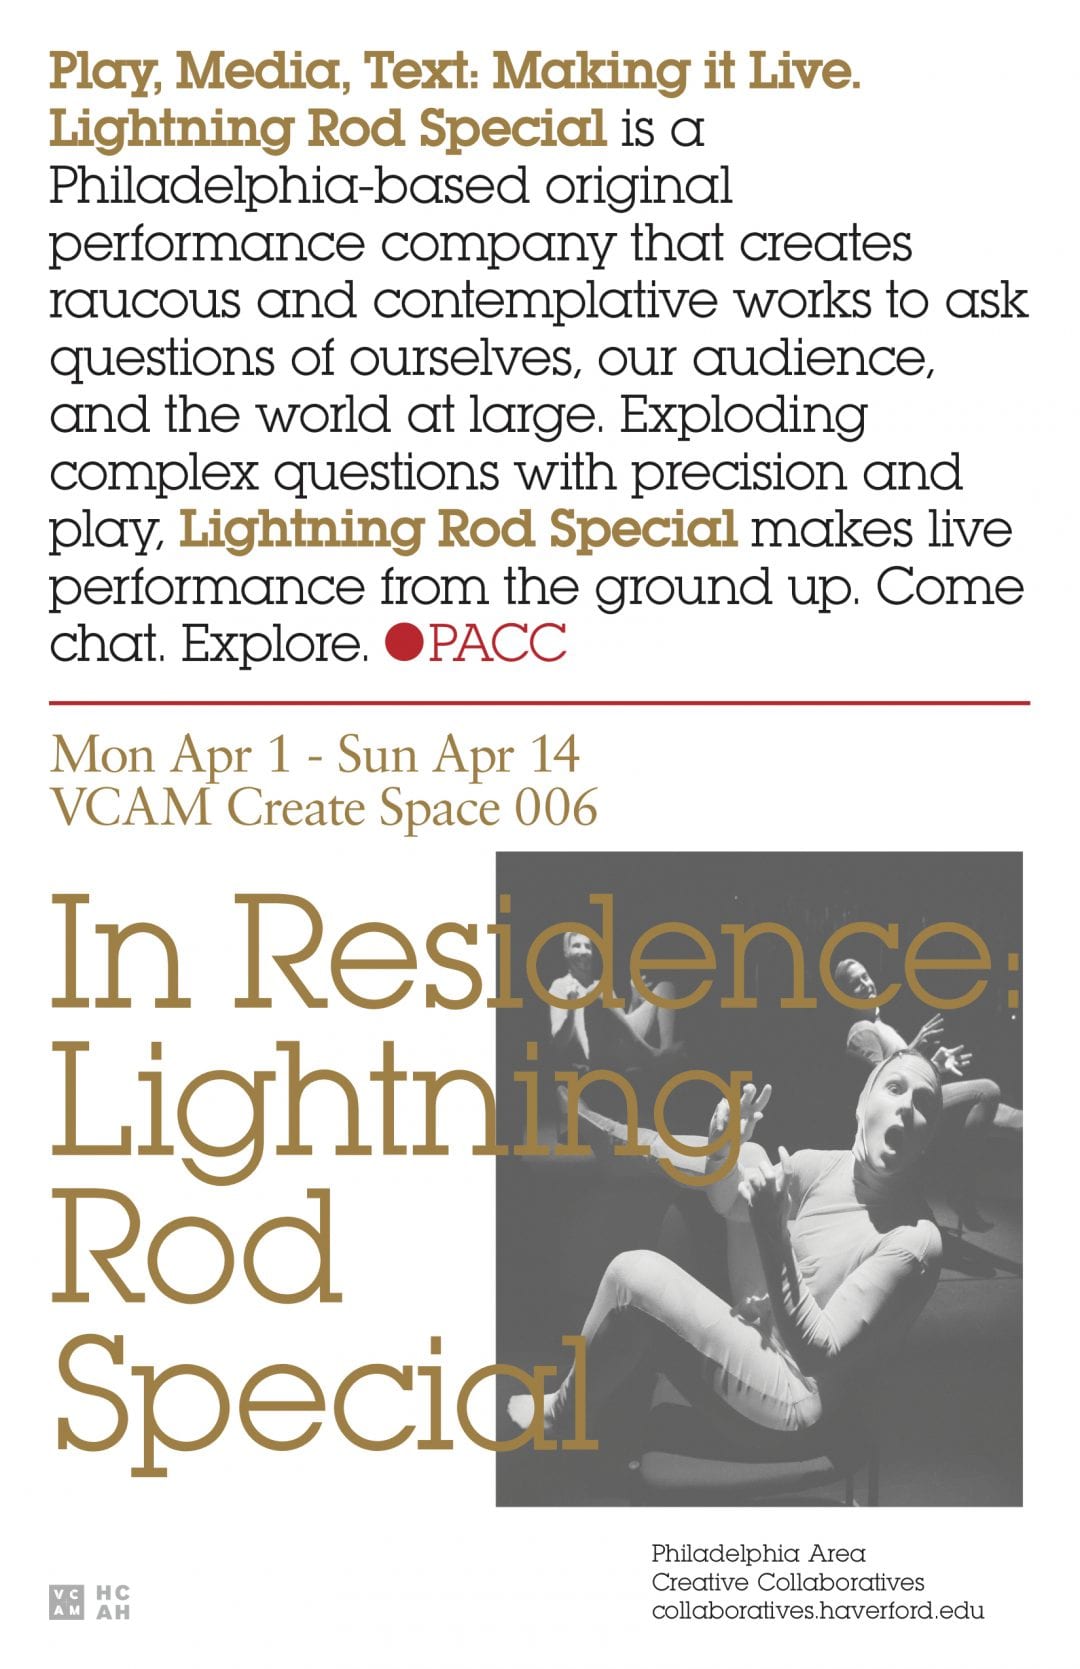 Play, Media, Text: Making it Live.
Lightning Rod Special is a
Philadelphia-based original
performance company that creates
raucous and contemplative works to ask
questions of ourselves, our audience,
and the world at large. Exploding
complex questions with precision and
play, Lightning Rod Special makes live
performance from the ground up. Come
chat. Explore. ●PACC
Mon Apr 1 - Sun Apr 14
VCAM Create Space 006
In Residence:
Lightning
Rod
Special
Philadelphia Area
Creative Collaboratives
collaboratives.haverford.edu
VC
AM
HC
AH